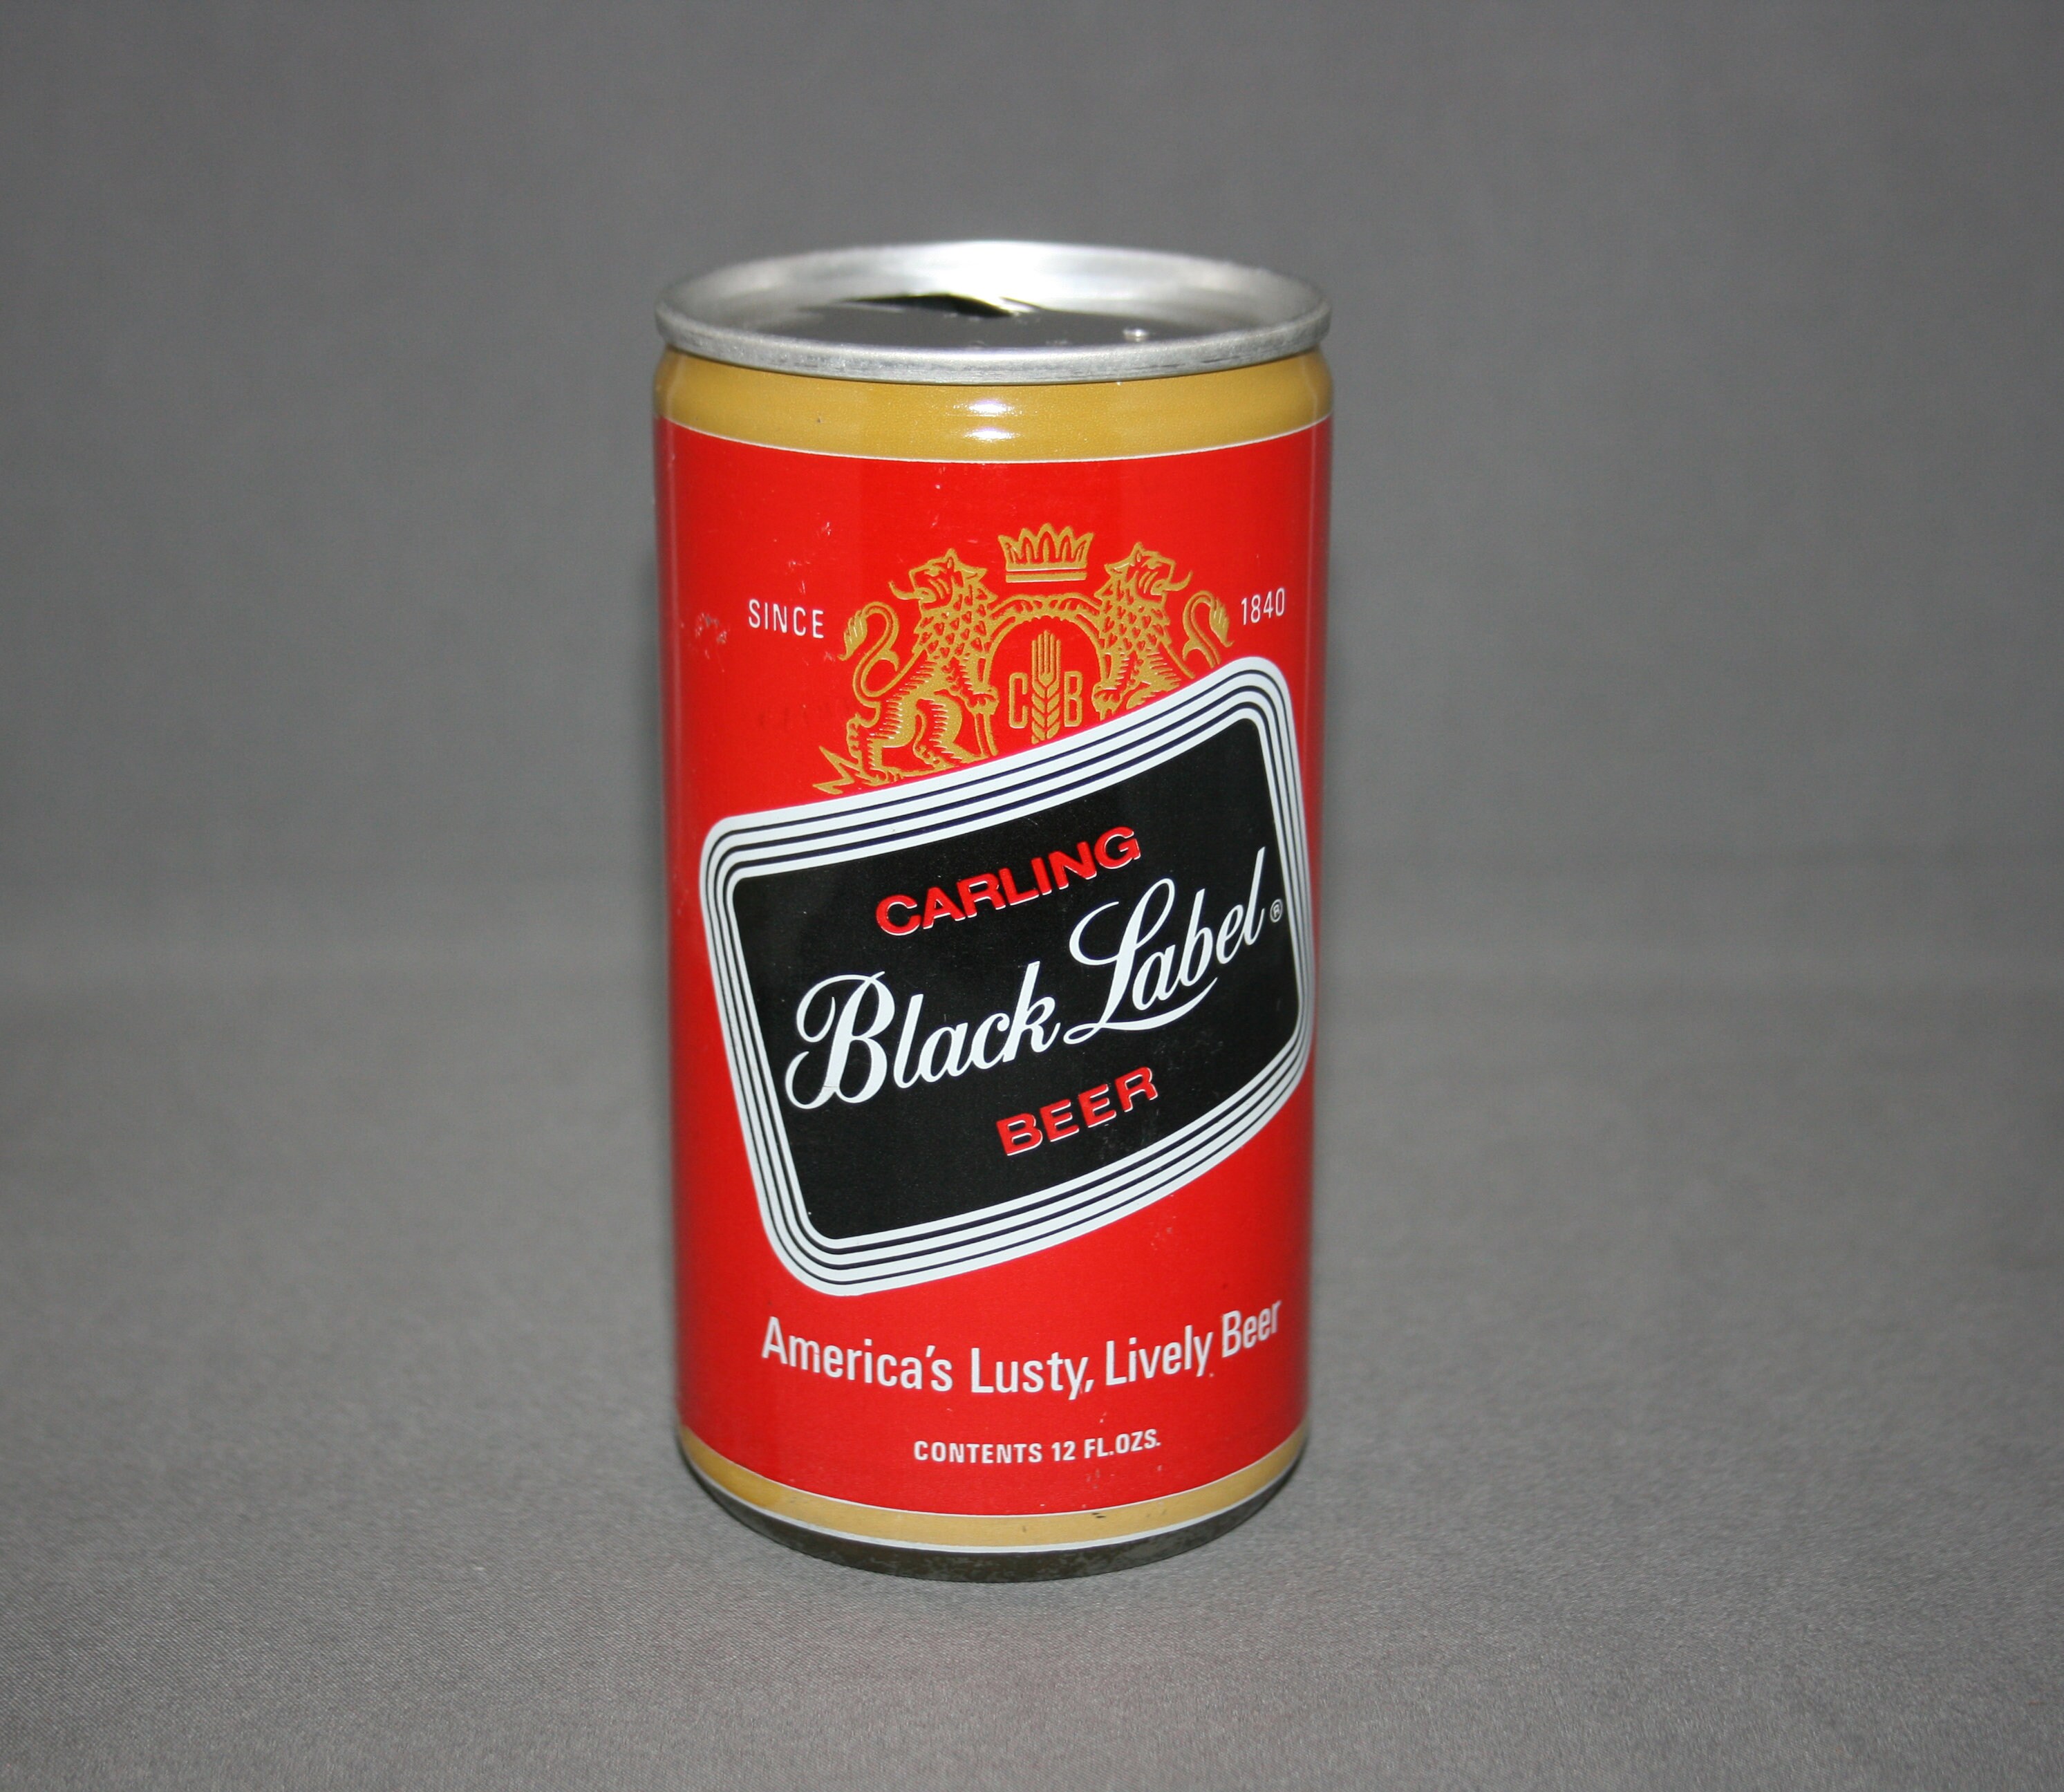 SINCE 1840
C B
CARLING
Black Label ®
BEER
America's Lusty, Lively Beer
CONTENTS 12 FL.OZS.